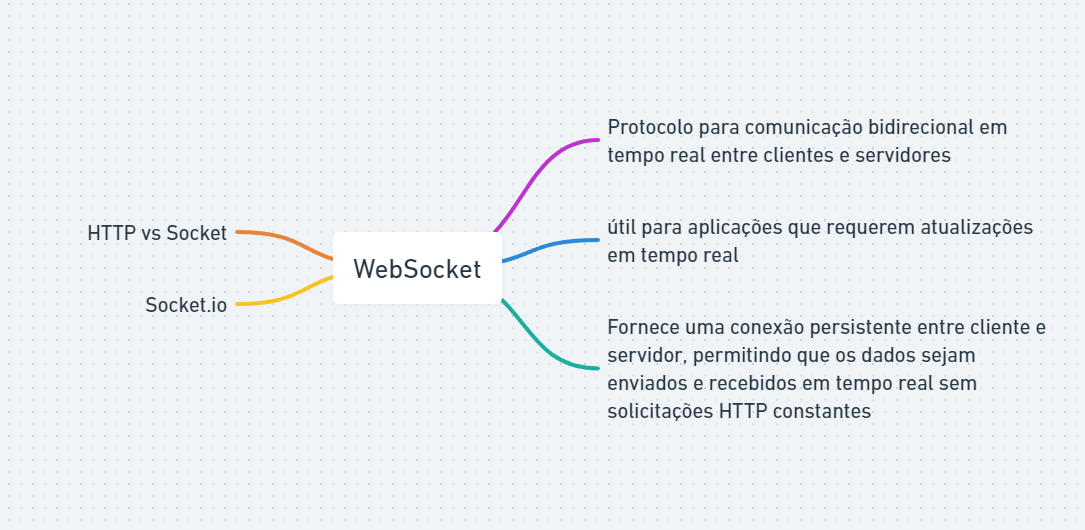 HTTP vs Socket
Socket.io
WebSocket
Protocolo para comunicação bidirecional em
tempo real entre clientes e servidores
útil para aplicações que requerem atualizações
em tempo real
Fornece uma conexão persistente entre cliente e
servidor, permitindo que os dados sejam
enviados e recebidos em tempo real sem
solicitações HTTP constantes